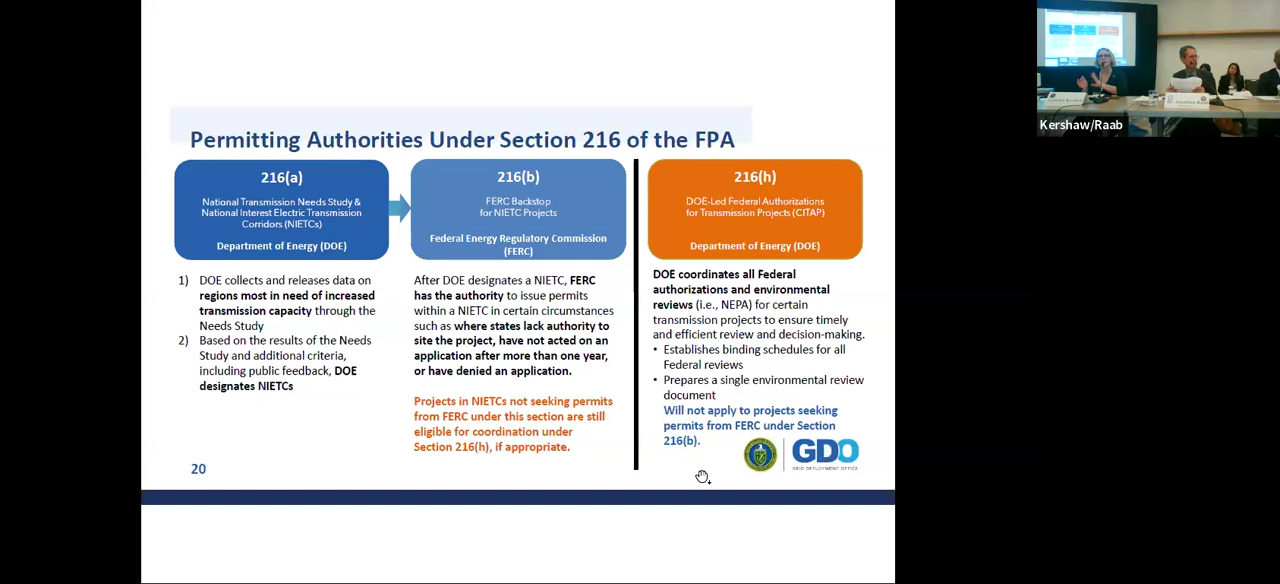 Permitting Authorities Under Section 216 of the FPA
216(a)
National Transmission Needs Study &
National Interest Electric Transmission
Corridors (NIETCs)
Department of Energy (DOE)
216(b)
FERC Backstop
for NIETC Projects
Federal Energy Regulatory Commission
(FERC)
216(h)
DOE-Led Federal Authorizations
for Transmission Projects (CITAP)
Department of Energy (DOE)
1) DOE collects and releases data on
regions most in need of increased
transmission capacity through the
Needs Study
2) Based on the results of the Needs
Study and additional criteria,
including public feedback, DOE
designates NIETCs
After DOE designates a NIETC, FERC
has the authority to issue permits
within a NIETC in certain circumstances
such as where states lack authority to
site the project, have not acted on an
application after more than one year,
or have denied an application.
Projects in NIETCs not seeking permits
from FERC under this section are still
eligible for coordination under
Section 216(h), if appropriate.
DOE coordinates all Federal
authorizations and environmental
reviews (i.e., NEPA) for certain
transmission projects to ensure timely
and efficient review and decision-making.
• Establishes binding schedules for all
Federal reviews
• Prepares a single environmental review
document
Will not apply to projects seeking
permits from FERC under Section
216(b).
GDO
GRID DEPLOYMENT OFFICE
20
Kershaw/Raab